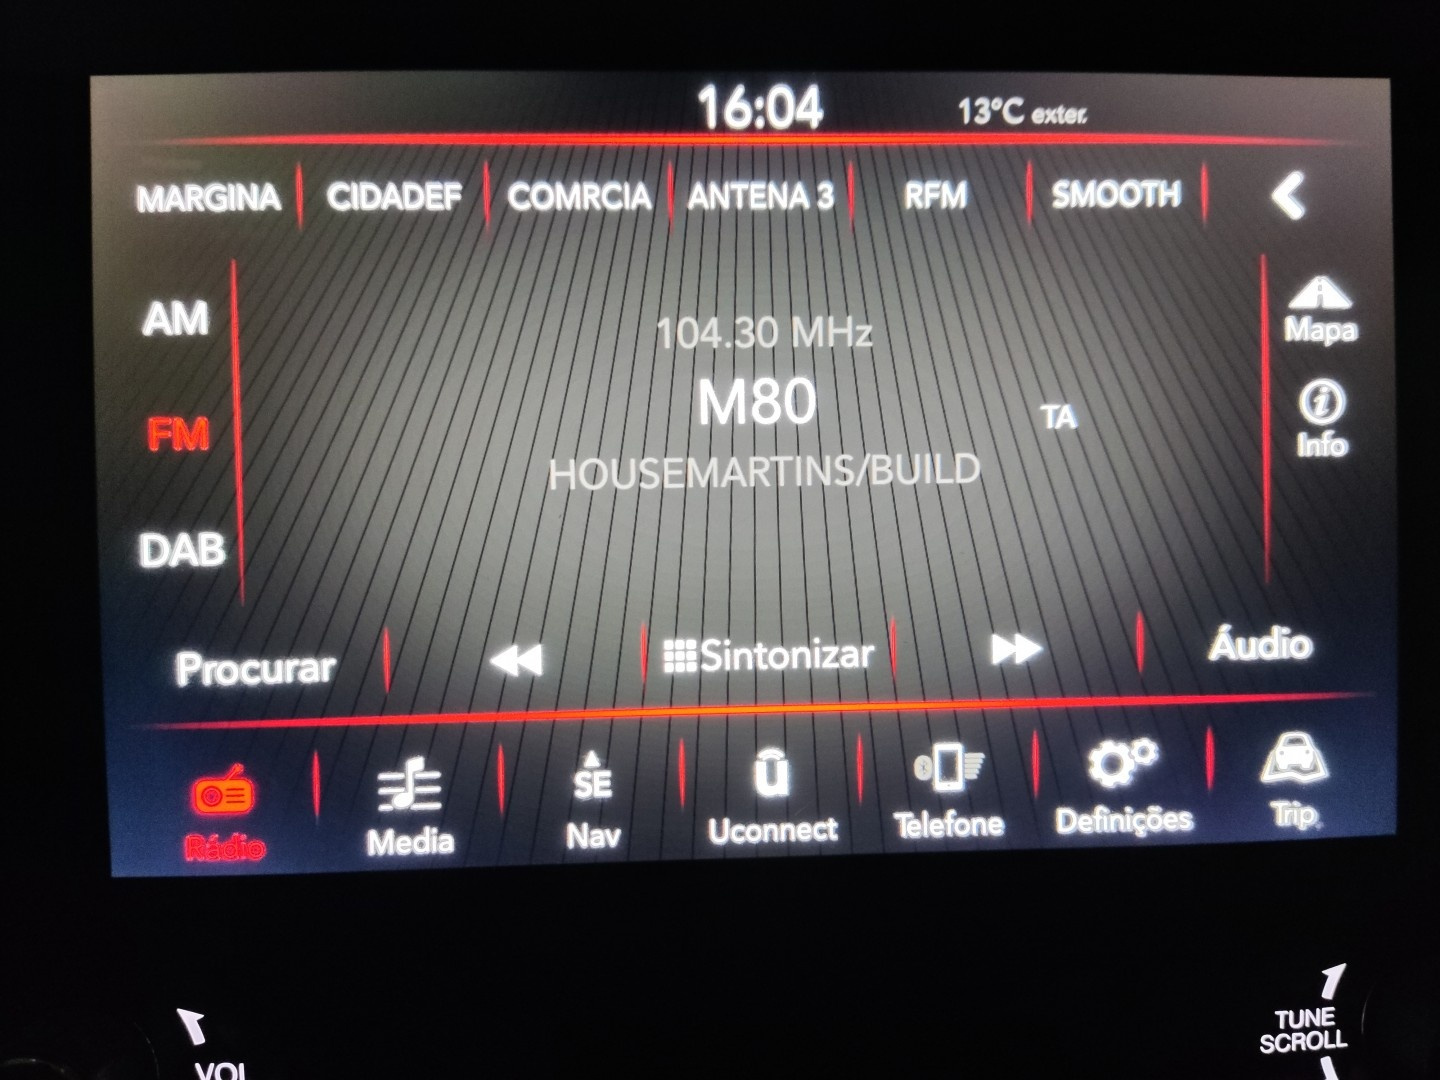 16:04 13°C exter.
MARGINA CIDADEF COMRCIA ANTENA 3 RFM SMOOTH
AM
FM
DAB
104.30 MHz
M80
HOUSEMARTINS/BUILD
TA
Mapa
i
Info
Procurar Sintonizar Áudio
SE
Rádio Media Nav Uconnect Telefone Definições Trip
VOL
TUNE
SCROLL